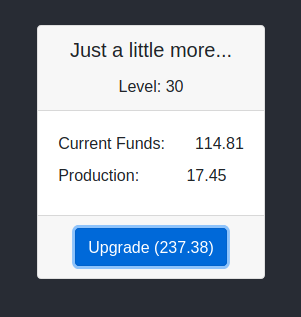 Just a little more...
Level: 30
Current Funds: 114.81
Production: 17.45
Upgrade (237.38)